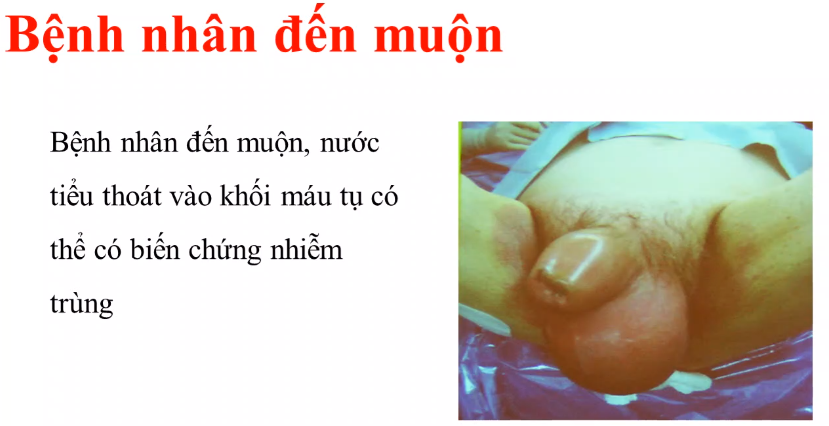 Bệnh nhân đến muộn
Bệnh nhân đến muộn, nước
tiểu thoát vào khối máu tụ có
thể có biến chứng nhiễm
trùng